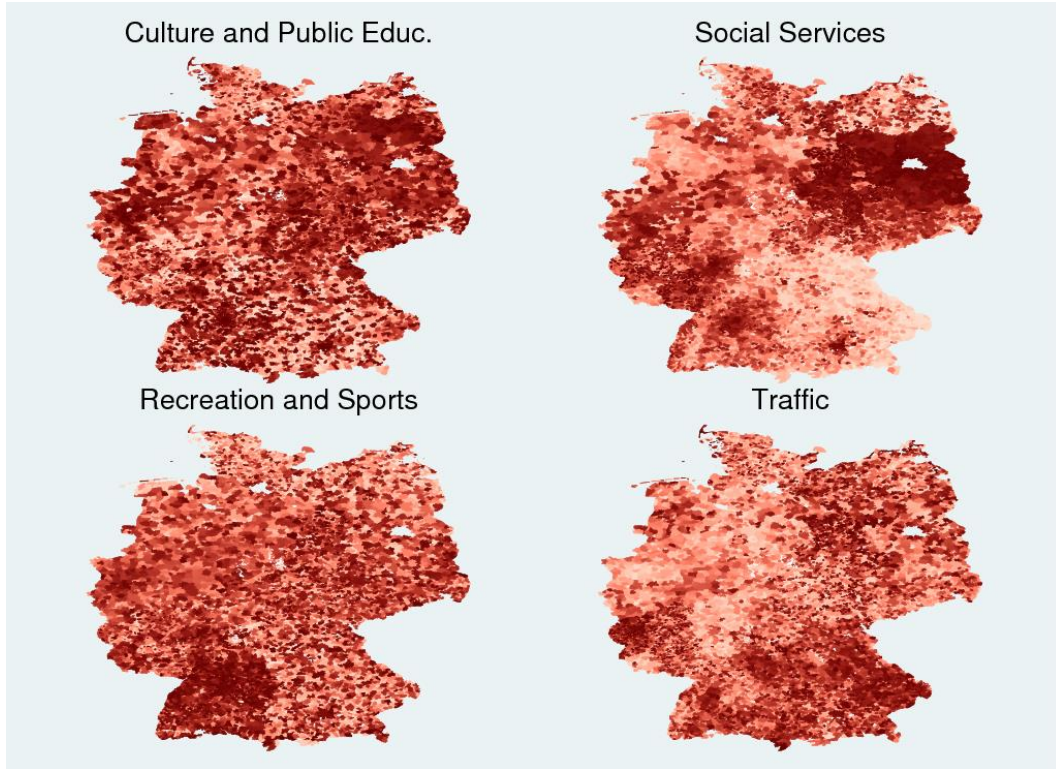 Culture and Public Educ.
Social Services
Recreation and Sports
Traffic